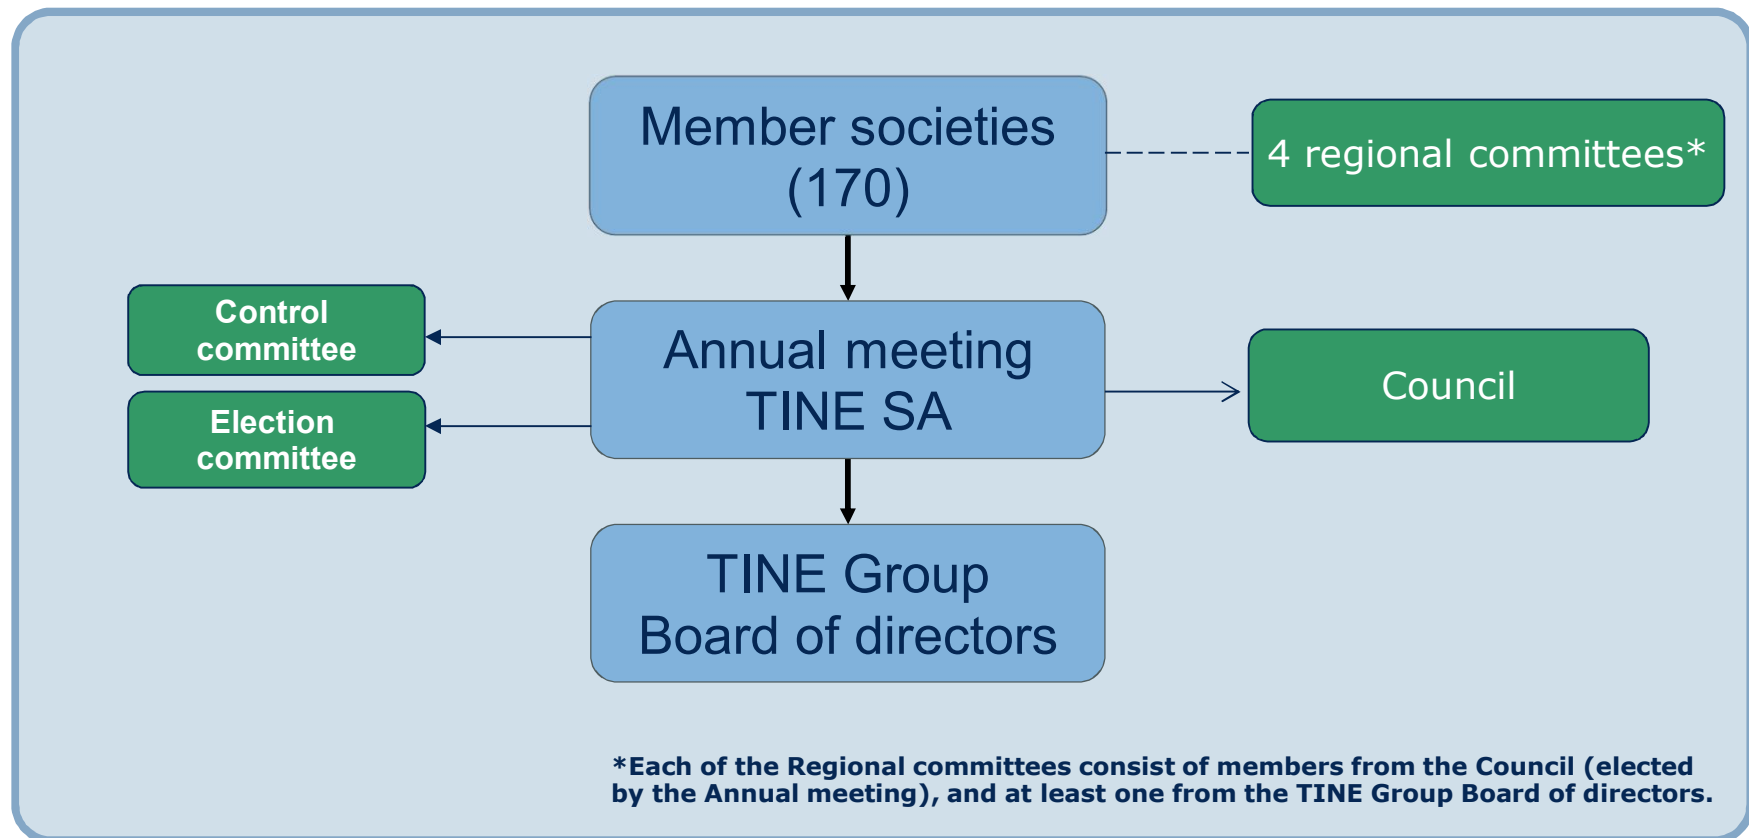 Member societies
(170)
4 regional committees*
Control
committee
Annual meeting
TINE SA
Council
Election
committee
TINE Group
Board of directors
*Each of the Regional committees consist of members from the Council (elected
by the Annual meeting), and at least one from the TINE Group Board of directors.